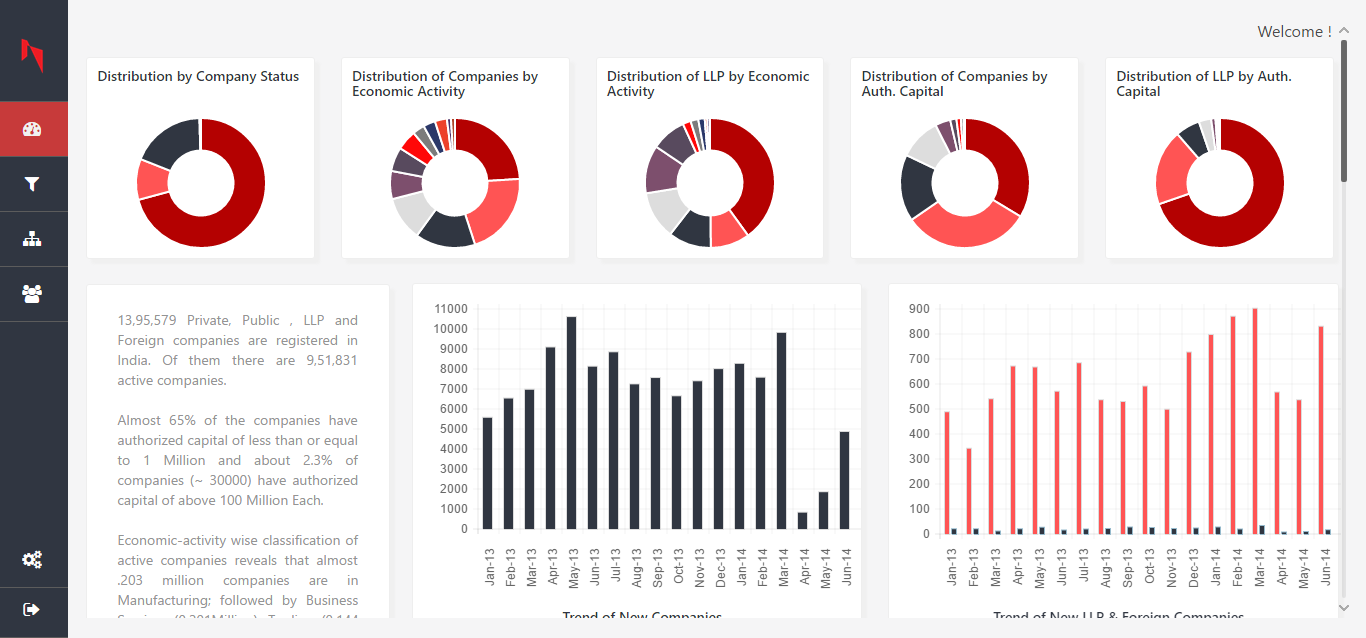 Welcome !
Distribution by Company Status
Distribution of Companies by
Economic Activity
Distribution of LLP by Economic
Activity
Distribution of Companies by
Auth. Capital
Distribution of LLP by Auth.
Capital
13,95,579 Private, Public , LLP and
Foreign companies are registered in
India. Of them there are 9,51,831
active companies.
Almost 65% of the companies have
authorized capital of less than or equal
to 1 Million and about 2.3% of
companies (~ 30000) have authorized
capital of above 100 Million Each.
Economic-activity wise classification of
active companies reveals that almost
.203 million companies are in
Manufacturing; followed by Business
11000
10000
9000
8000
7000
6000
5000
4000
3000
2000
1000
0
Jan-13
Feb-13
Mar-13
Apr-13
May-13
Jun-13
Jul-13
Aug-13
Sep-13
Oct-13
Nov-13
Dec-13
Jan-14
Feb-14
Mar-14
Apr-14
May-14
Jun-14
Trend of New Companies
900
800
700
600
500
400
300
200
100
0
Jan-13
Feb-13
Mar-13
Apr-13
May-13
Jun-13
Jul-13
Aug-13
Sep-13
Oct-13
Nov-13
Dec-13
Jan-14
Feb-14
Mar-14
Apr-14
May-14
Jun-14
Trend of New LLP & Foreign Companies